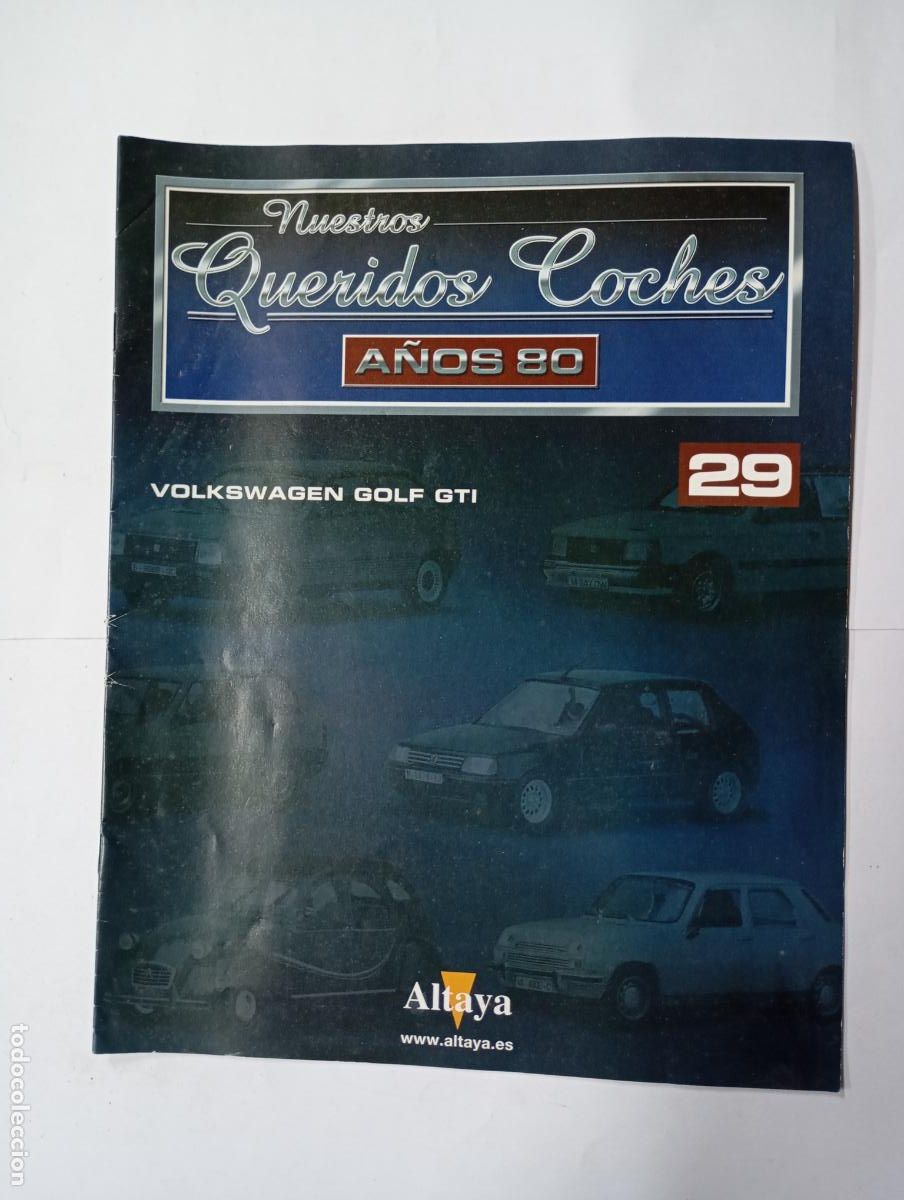 Nuestros
Queridos Coches
AÑOS 80
29
VOLKSWAGEN GOLF GTI
Altaya
www.altaya.es
todocoleccion